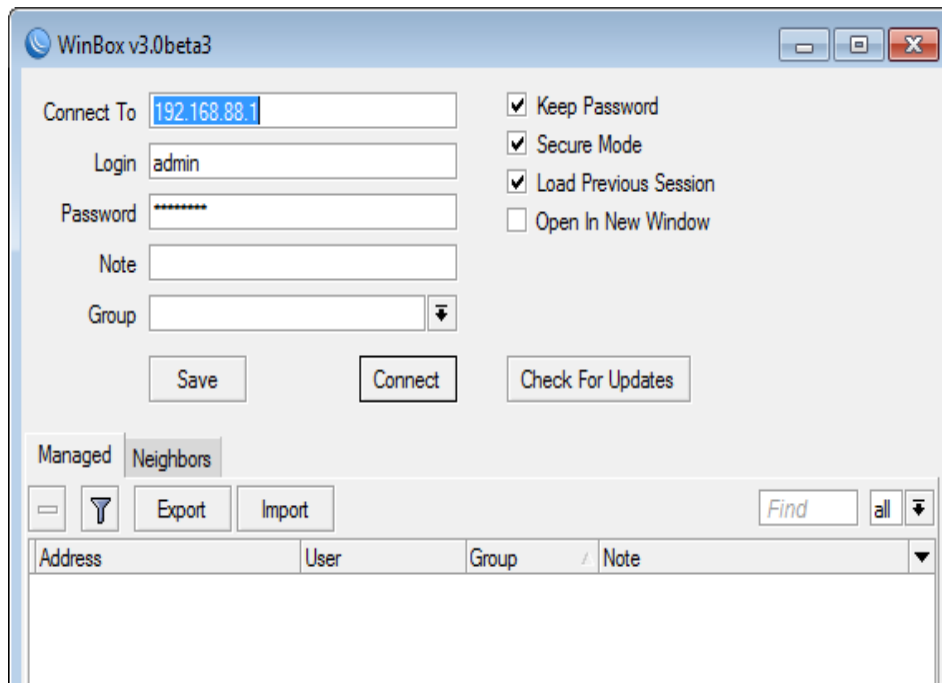 WinBox v3.0beta3
Connect To 192.168.88.1
Keep Password
Secure Mode
Login admin
Load Previous Session
Password ********
Open In New Window
Note
Group
Save Connect Check For Updates
Managed Neighbors
Export Import Find all
Address User Group Note